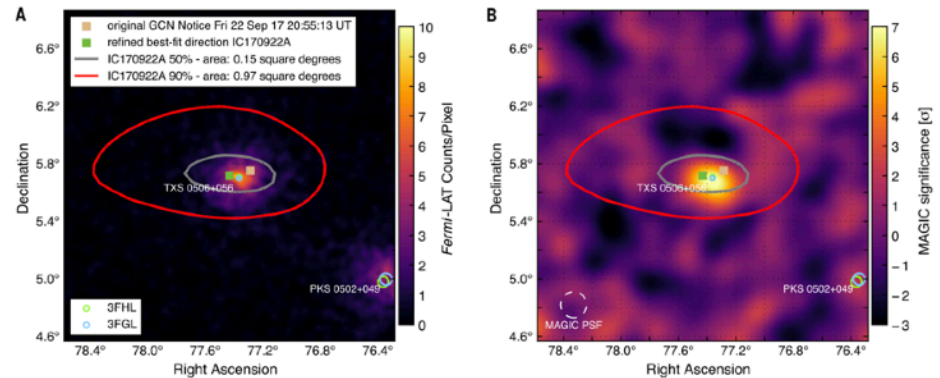 A
original GCN Notice Fri 22 Sep 17 20:55:13 UT
refined best-fit direction IC170922A
IC170922A 50% - area: 0.15 square degrees
IC170922A 90% - area: 0.97 square degrees
6.6°
6.2°
5.8°
5.4°
5.0°
4.6°
Declination
TXS 0506+056
PKS 0502+049
3FHL
3FGL
78.4°
78.0°
77.6°
77.2°
76.8°
76.4°
Right Ascension
10
9
8
7
6
5
4
3
2
1
0
Fermi-LAT Counts/Pixel
B
6.6°
6.2°
5.8°
5.4°
5.0°
4.6°
Declination
TXS 0506+056
PKS 0502+049
MAGIC PSF
78.4°
78.0°
77.6°
77.2°
76.8°
76.4°
Right Ascension
7
6
5
4
3
2
1
0
−1
−2
−3
MAGIC significance [σ]